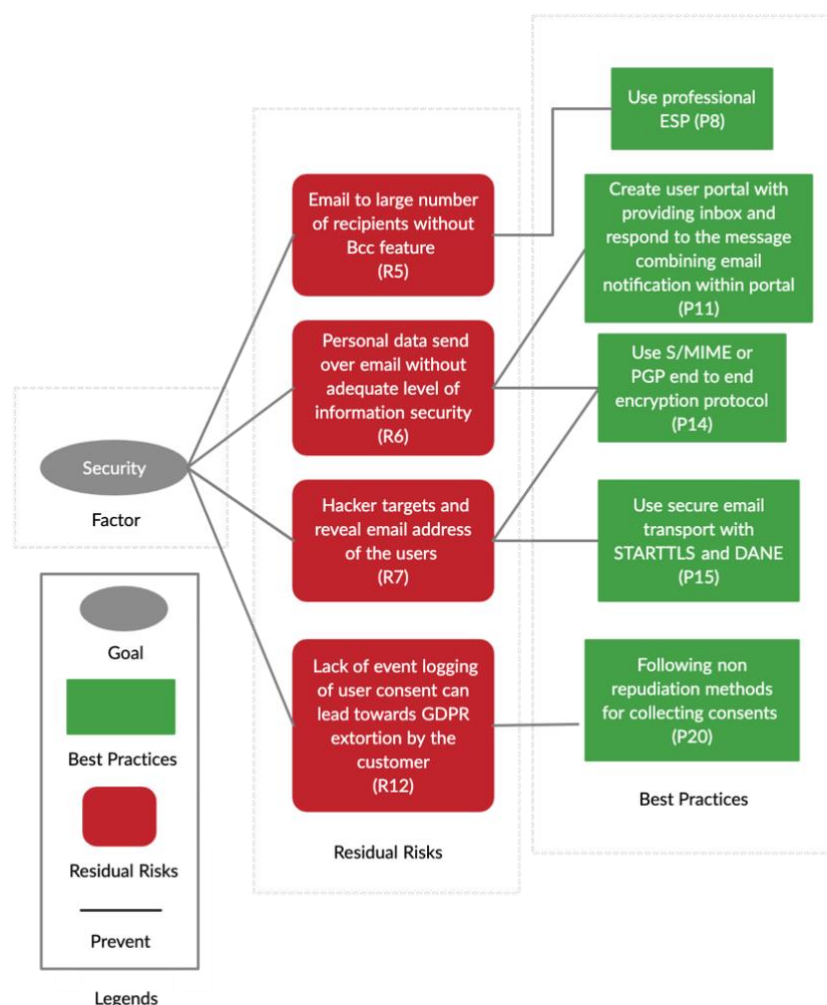 Use professional
ESP (P8)
Email to large number
of recipients without
Bcc feature
(R5)
Create user portal with
providing inbox and
respond to the message
combining email
notification within portal
(P11)
Personal data send
over email without
adequate level of
information security
(R6)
Use S/MIME or
PGP end to end
encryption protocol
(P14)
Security
Factor
Hacker targets and
reveal email address
of the users
(R7)
Use secure email
transport with
STARTTLS and DANE
(P15)
Lack of event logging
of user consent can
lead towards GDPR
extortion by the
customer
(R12)
Following non
repudiation methods
for collecting consents
(P20)
Residual Risks
Best Practices
Goal
Best Practices
Residual Risks
Prevent
Legends